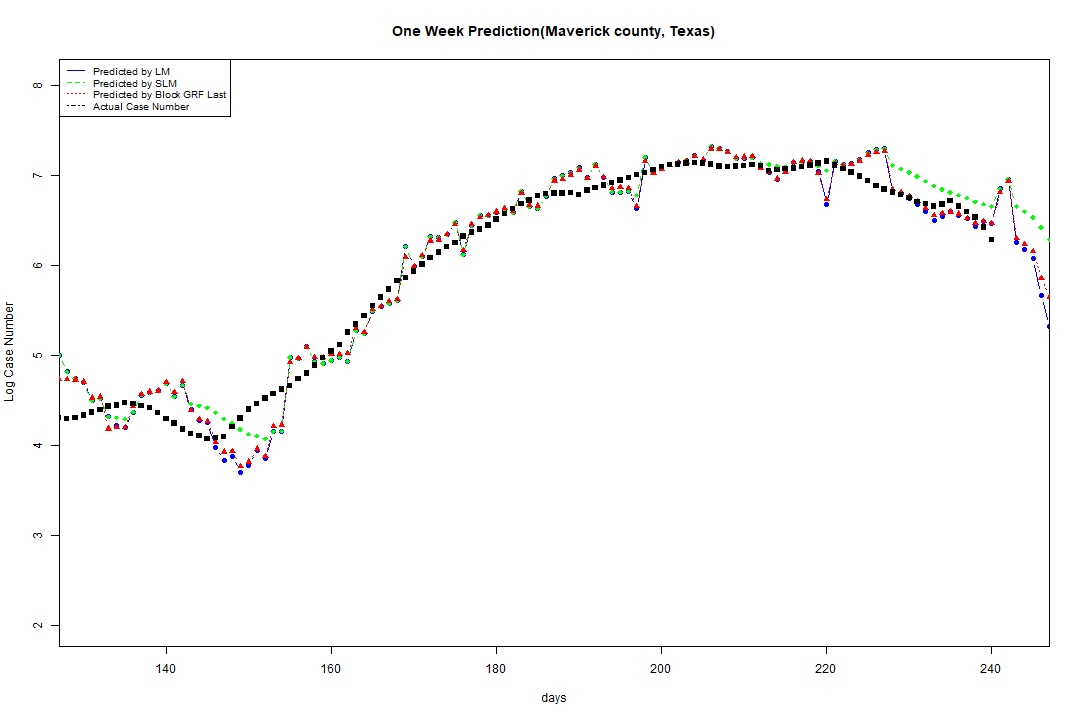 One Week Prediction(Maverick county, Texas)
Predicted by LM
Predicted by SLM
Predicted by Block GRF Last
Actual Case Number
8
7
6
5
4
3
2
Log Case Number
140 160 180 200 220 240
days